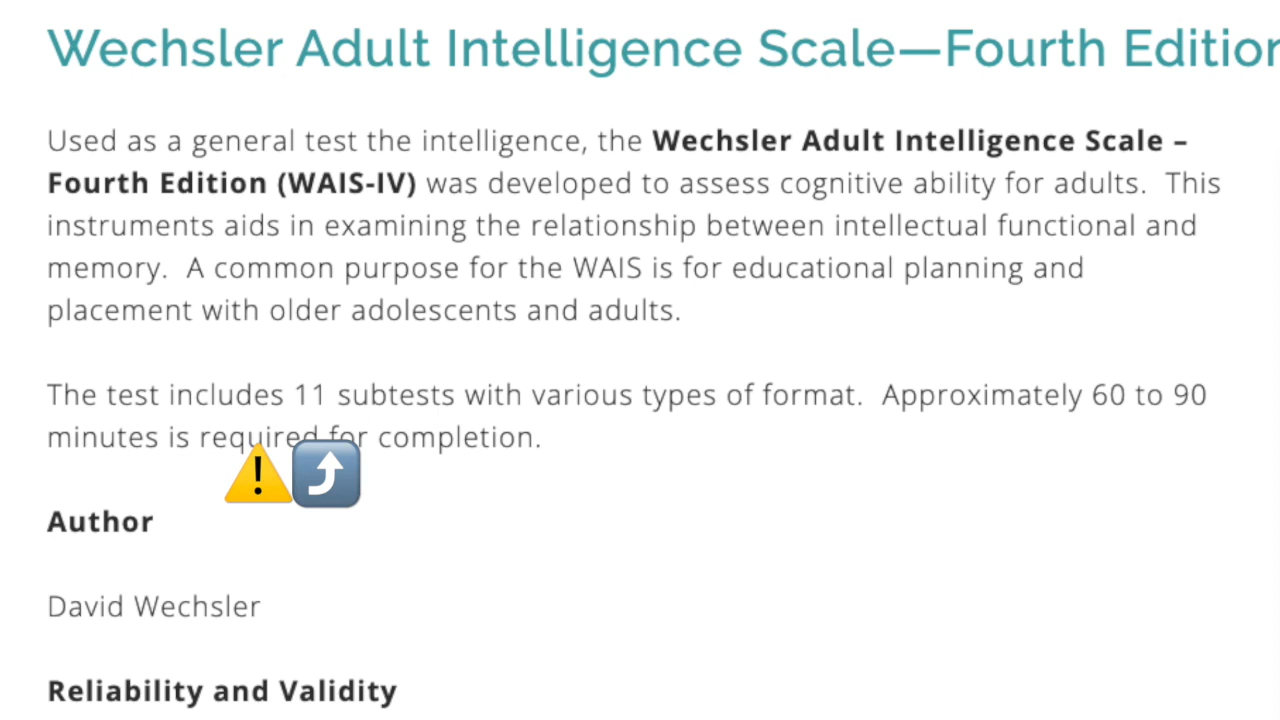 Wechsler Adult Intelligence Scale—Fourth Edition
Used as a general test the intelligence, the Wechsler Adult Intelligence Scale –
Fourth Edition (WAIS-IV) was developed to assess cognitive ability for adults.  This
instruments aids in examining the relationship between intellectual functional and
memory.  A common purpose for the WAIS is for educational planning and
placement with older adolescents and adults.
The test includes 11 subtests with various types of format.  Approximately 60 to 90
minutes is required for completion.
Author
David Wechsler
Reliability and Validity